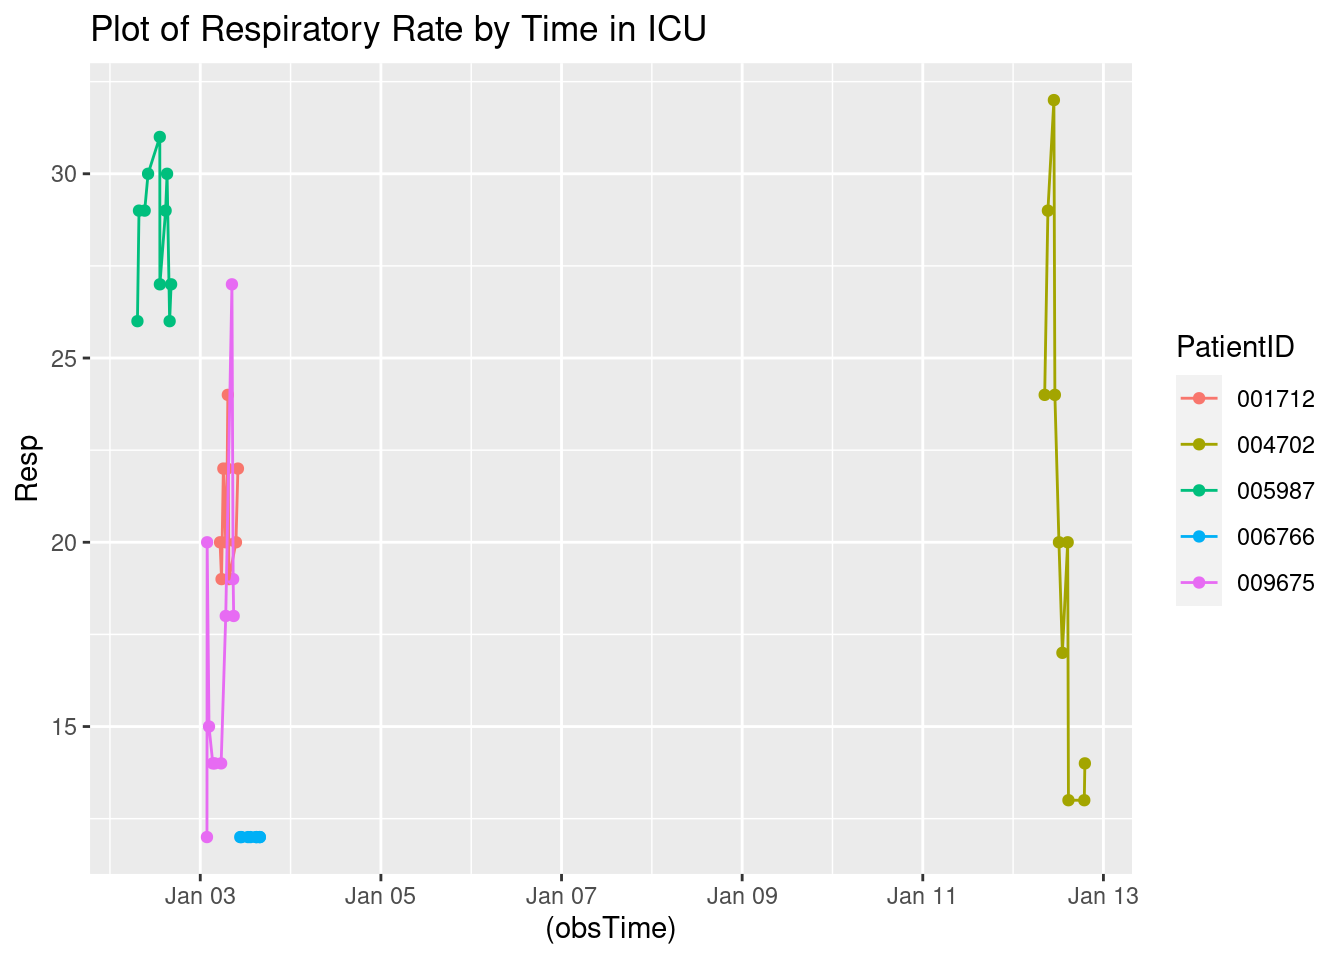 Plot of Respiratory Rate by Time in ICU
30
25
20
15
Resp
Jan 03
Jan 05
Jan 07
Jan 09
Jan 11
Jan 13
(obsTime)
PatientID
001712
004702
005987
006766
009675